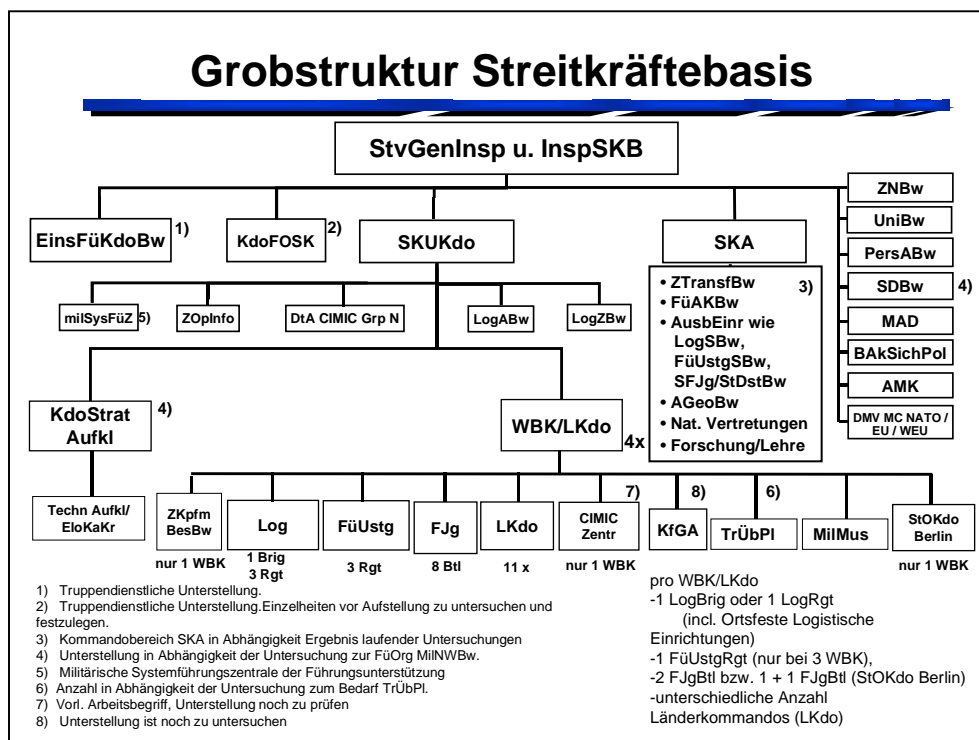 Grobstruktur Streitkräftebasis
StvGenInsp u. InspSKB
EinsFüKdoBw
1)
KdoFOSK
2)
SKUKdo
SKA
ZNBw
UniBw
PersABw
SDBw
4)
MAD
BAkSichPol
AMK
DMV MC NATO /
EU / WEU
milSysFüZ
5)
ZOpInfo
DtA CIMIC Grp N
LogABw
LogZBw
• ZTransfBw
3)
• FüAKBw
• AusbEinr wie
LogSBw,
FüUstgSBw,
SFJg/StDstBw
• AGeoBw
• Nat. Vertretungen
• Forschung/Lehre
KdoStrat
Aufkl
4)
WBK/LKdo
4x
Techn Aufkl/
EloKaKr
ZKpfm
BesBw
nur 1 WBK
Log
1 Brig
3 Rgt
FüUstg
3 Rgt
FJg
8 Btl
LKdo
11 x
7)
CIMIC
Zentr
nur 1 WBK
8)
KfGA
6)
TrÜbPl
MilMus
StOKdo
Berlin
nur 1 WBK
1) Truppendienstliche Unterstellung.
2) Truppendienstliche Unterstellung.Einzelheiten vor Aufstellung zu untersuchen und
festzulegen.
3) Kommandobereich SKA in Abhängigkeit Ergebnis laufender Untersuchungen
4) Unterstellung in Abhängigkeit der Untersuchung zur FüOrg MilNWBw.
5) Militärische Systemführungszentrale der Führungsunterstützung
6) Anzahl in Abhängigkeit der Untersuchung zum Bedarf TrÜbPl.
7) Vorl. Arbeitsbegriff, Unterstellung noch zu prüfen
8) Unterstellung ist noch zu untersuchen
pro WBK/LKdo
-1 LogBrig oder 1 LogRgt
(incl. Ortsfeste Logistische
Einrichtungen)
-1 FüUstgRgt (nur bei 3 WBK),
-2 FJgBtl bzw. 1 + 1 FJgBtl (StOKdo Berlin)
-unterschiedliche Anzahl
Länderkommandos (LKdo)